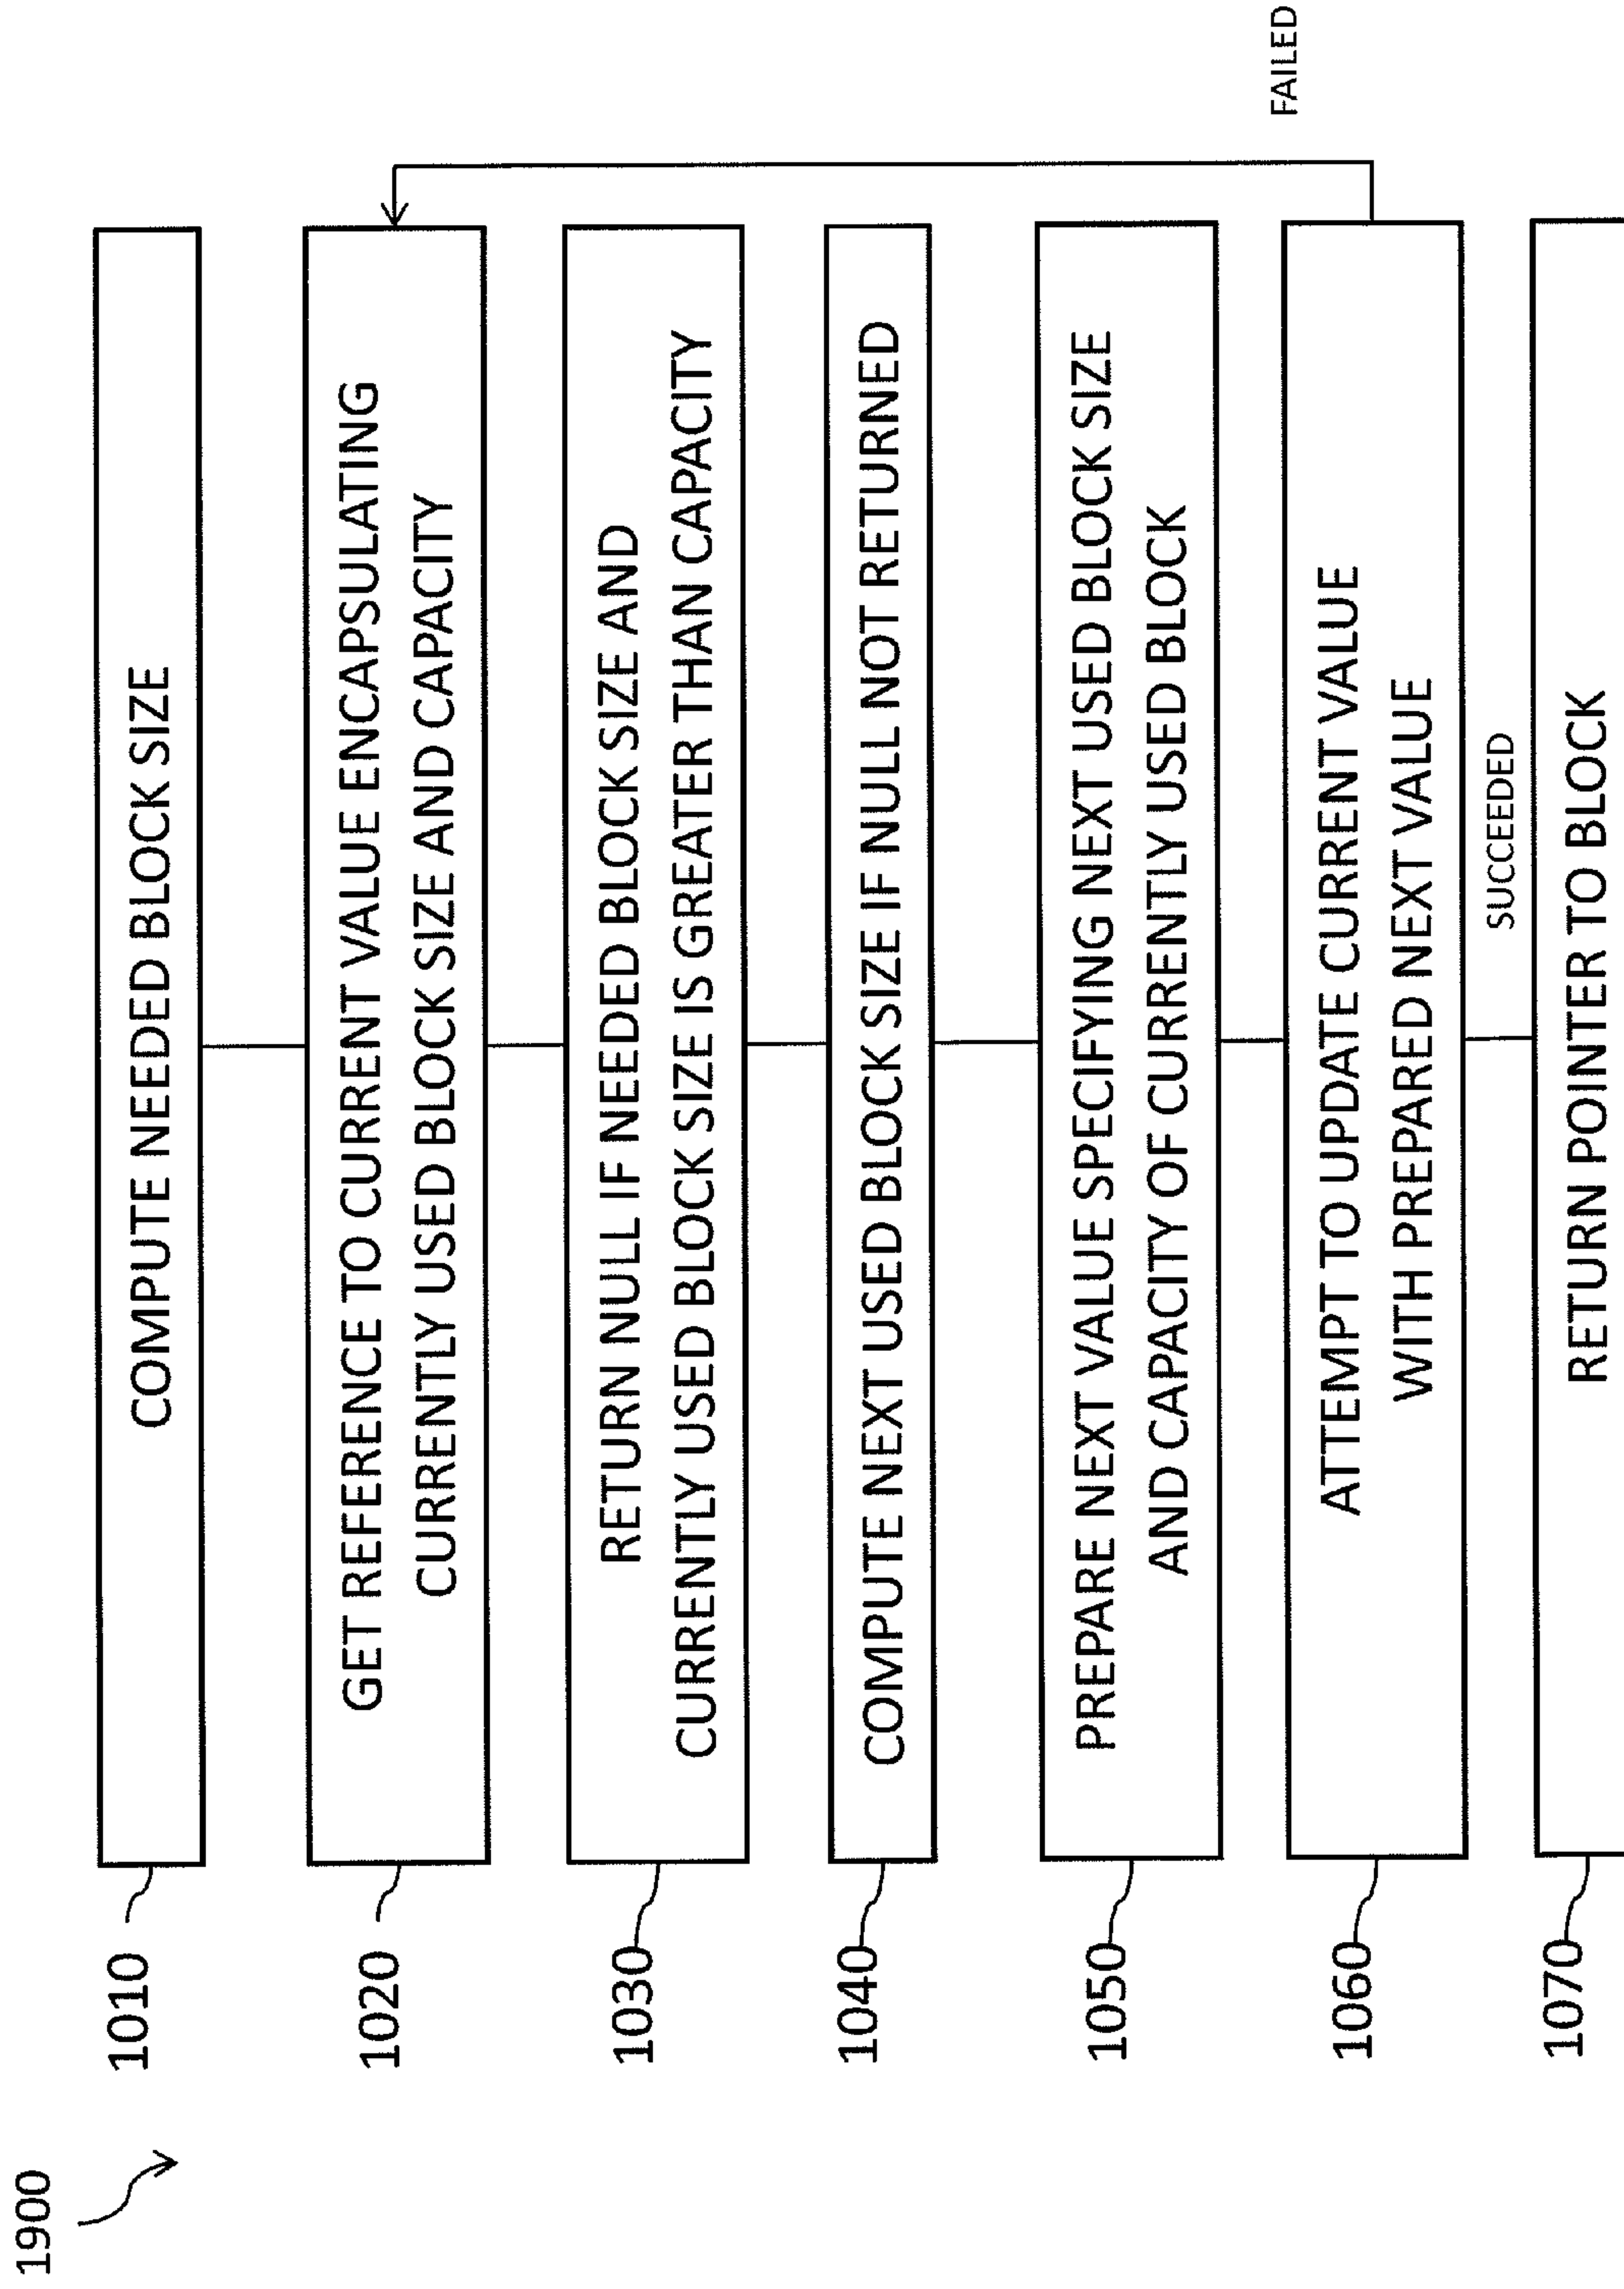 1900
1010
COMPUTE NEEDED BLOCK SIZE
1020
GET REFERENCE TO CURRENT VALUE ENCAPSULATING
CURRENTLY USED BLOCK SIZE AND CAPACITY
1030
RETURN NULL IF NEEDED BLOCK SIZE AND
CURRENTLY USED BLOCK SIZE IS GREATER THAN CAPACITY
1040
COMPUTE NEXT USED BLOCK SIZE IF NULL NOT RETURNED
1050
PREPARE NEXT VALUE SPECIFYING NEXT USED BLOCK SIZE
AND CAPACITY OF CURRENTLY USED BLOCK
1060
ATTEMPT TO UPDATE CURRENT VALUE
WITH PREPARED NEXT VALUE
FAILED
SUCCEEDED
1070
RETURN POINTER TO BLOCK